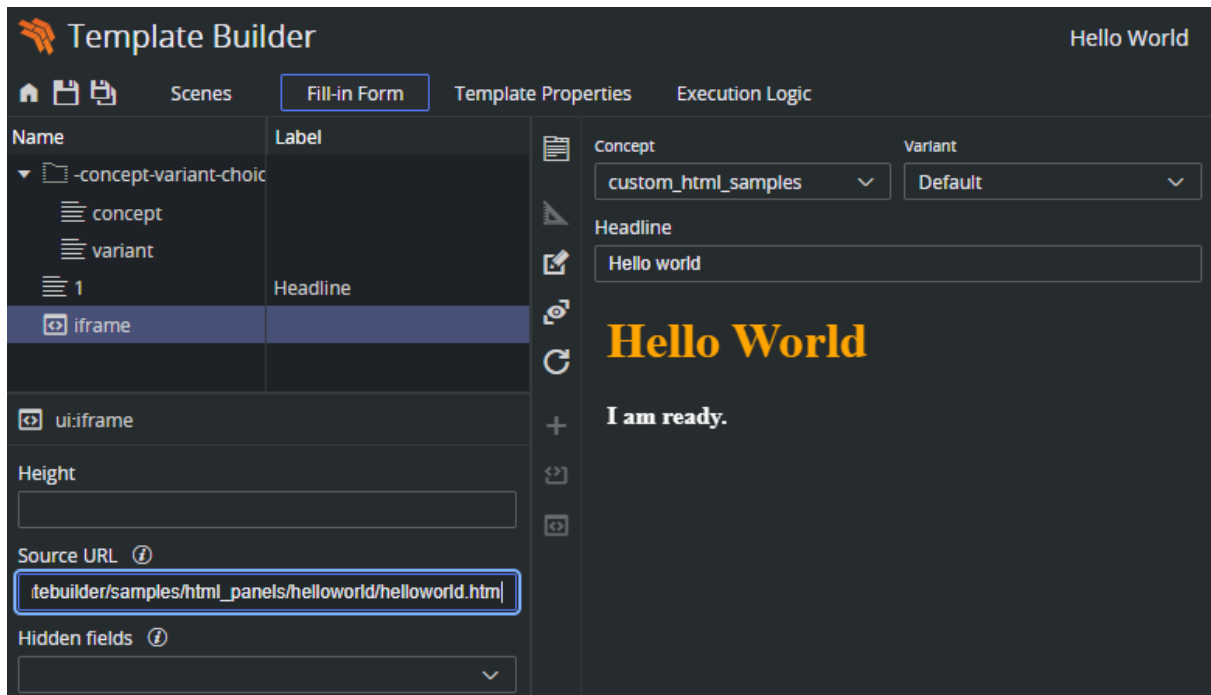 Template Builder
Hello World
Scenes
Fill-in Form
Template Properties
Execution Logic
Name
Label
-concept-variant-choic
concept
variant
1
Headline
iframe
ui:iframe
Height
Source URL
itebuilder/samples/html_panels/helloworld/helloworld.htm
Hidden fields
Concept
Variant
custom_html_samples
Default
Headline
Hello world
Hello World
I am ready.